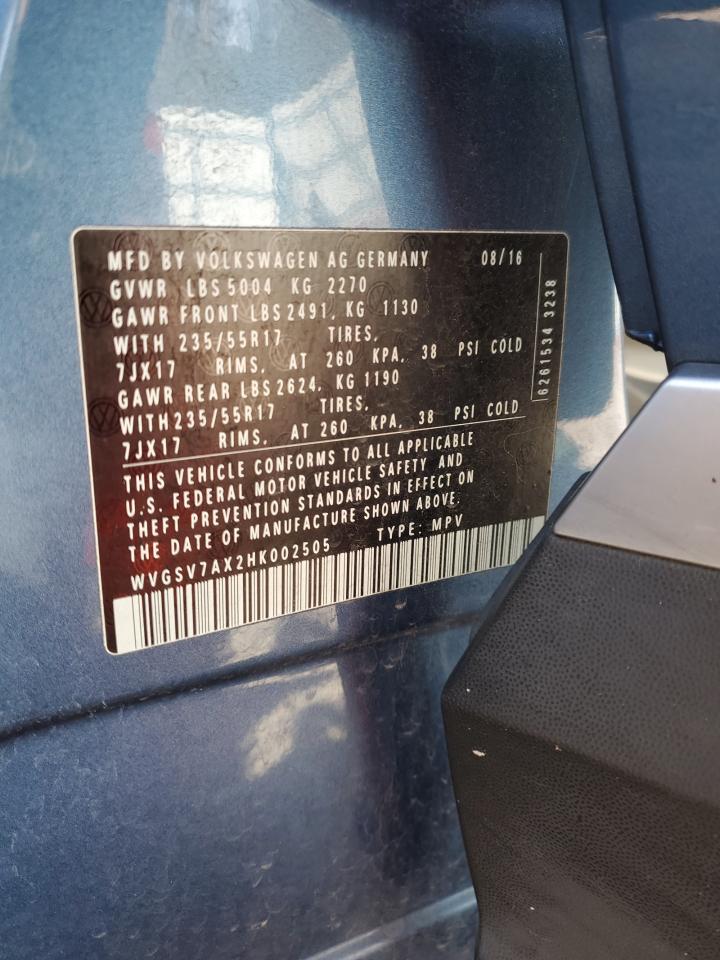 MFD BY VOLKSWAGEN AG GERMANY 08/16
GVWR LBS 5004 KG 2270
GAWR FRONT LBS 2491, KG 1130
WITH 235/55R17 TIRES,
7JX17 RIMS, AT 260 KPA, 38 PSI COLD
GAWR REAR LBS 2624, KG 1190
WITH 235/55R17 TIRES,
7JX17 RIMS, AT 260 KPA, 38 PSI COLD
THIS VEHICLE CONFORMS TO ALL APPLICABLE
U.S. FEDERAL MOTOR VEHICLE SAFETY AND
THEFT PREVENTION STANDARDS IN EFFECT ON
THE DATE OF MANUFACTURE SHOWN ABOVE.
WVGSV7AX2HK002505 TYPE: MPV
6261534 3238